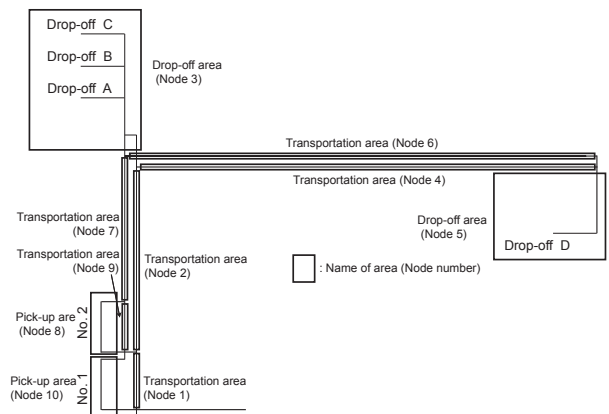 Drop-off C
Drop-off B
Drop-off A
Drop-off area
(Node 3)
Transportation area (Node 6)
Transportation area (Node 4)
Transportation area
(Node 7)
Drop-off area
(Node 5)
Drop-off D
Transportation area
(Node 9)
Transportation area
(Node 2)
: Name of area (Node number)
Pick-up are
(Node 8)
No. 2
Pick-up area
(Node 10)
No. 1
Transportation area
(Node 1)